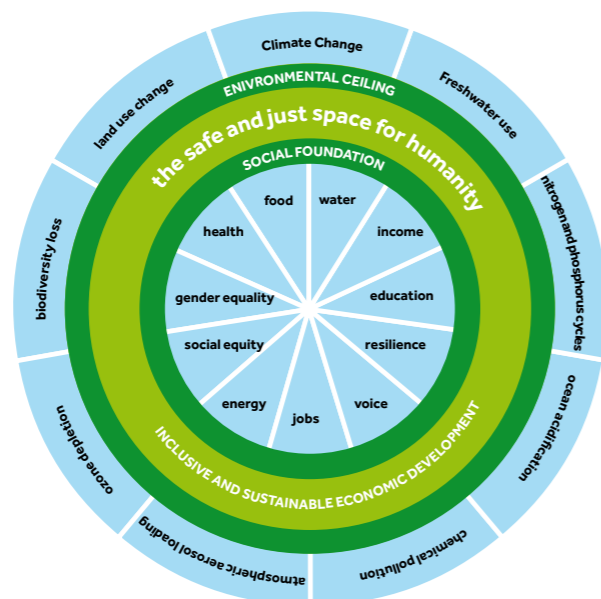 Climate Change
Freshwater use
nitrogen and phosphorus cycles
ocean acidification
chemical pollution
atmospheric aerosol loading
ozone depletion
biodiversity loss
land use change
ENIVRONMENTAL CEILING
the safe and just space for humanity
SOCIAL FOUNDATION
water
income
education
resilience
voice
jobs
energy
social equity
gender equality
health
food
INCLUSIVE AND SUSTAINABLE ECONOMIC DEVELOPMENT